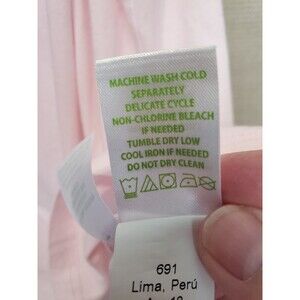 MACHINE WASH COLD
SEPARATELY
DELICATE CYCLE
NON-CHLORINE BLEACH
IF NEEDED
TUMBLE DRY LOW
COOL IRON IF NEEDED
DO NOT DRY CLEAN
691
Lima, Perú